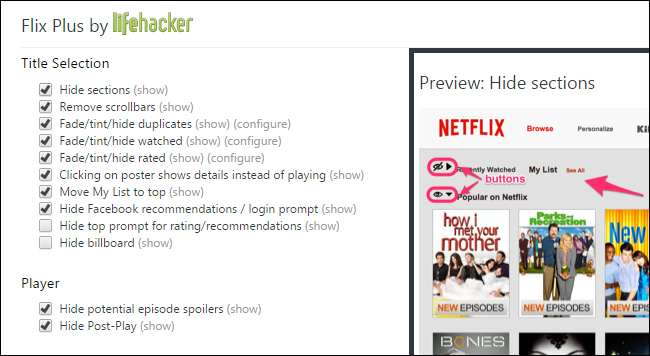 Flix Plus by lifehacker
Title Selection
Hide sections (show)
Remove scrollbars (show)
Fade/tint/hide duplicates (show) (configure)
Fade/tint/hide watched (show) (configure)
Fade/tint/hide rated (show) (configure)
Clicking on poster shows details instead of playing (show)
Move My List to top (show)
Hide Facebook recommendations / login prompt (show)
Hide top prompt for rating/recommendations (show)
Hide billboard (show)
Player
Hide potential episode spoilers (show)
Hide Post-Play (show)
Preview: Hide sections
NETFLIX Browse Personalize
Recently Watched My List See All
buttons
Popular on Netflix
how i met your mother
NEW EPISODES
Parks and Recreation
NEW EPISODES
NEW
BONES